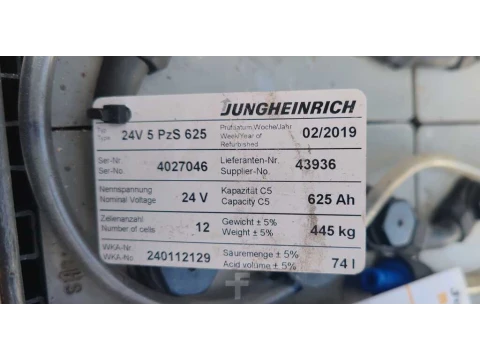 JUNGHEINRICH
Typ
Type 24V 5 PzS 625 Prüfdatum Woche/Jahr
Week/Year of
Refurbished 02/2019
Ser-Nr.
Ser-No. 4027046 Lieferanten-Nr.
Supplier-No. 43936
Nennspannung
Nominal Voltage 24 V Kapazität C5
Capacity C5 625 Ah
Zellenanzahl
Number of cells 12 Gewicht ± 5%
Weight ± 5% 445 kg
WKA-Nr.
WKA-No. 240112129 Säuremenge ± 5%
Acid volume ± 5% 74 l